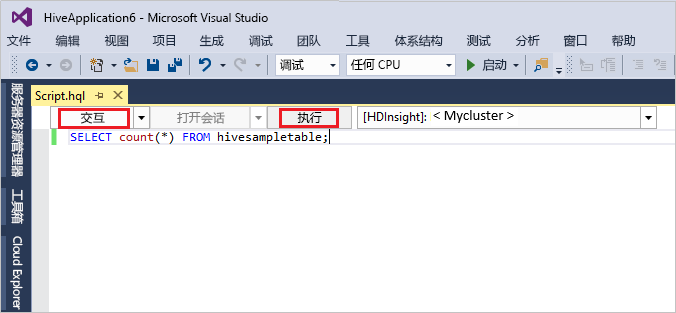 HiveApplication6 - Microsoft Visual Studio
文件 编辑 视图 项目 生成 调试 团队 工具 体系结构 测试 分析 窗口 帮助
调试 任何 CPU 启动
Script.hql
交互 打开会话 执行 [HDInsight]: < Mycluster >
SELECT count(*) FROM hivesampletable;
服务器资源管理器
工具箱
Cloud Explorer